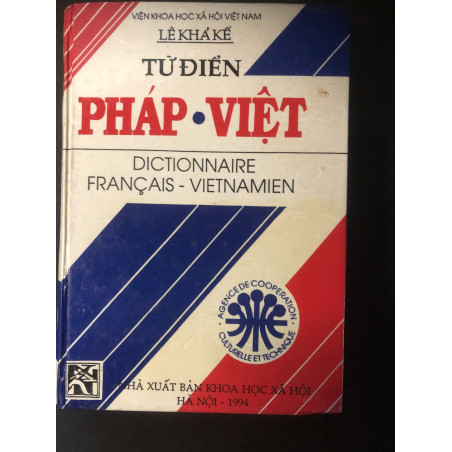 VIỆN KHOA HỌC XÃ HỘI VIỆT NAM
LÊ KHẢ KẾ
TỪ ĐIỂN
PHÁP • VIỆT
DICTIONNAIRE
FRANÇAIS - VIETNAMIEN
AGENCE DE COOPERATION
CULTURELLE ET TECHNIQUE
NHÀ XUẤT BẢN KHOA HỌC XÃ HỘI
HÀ NỘI - 1994